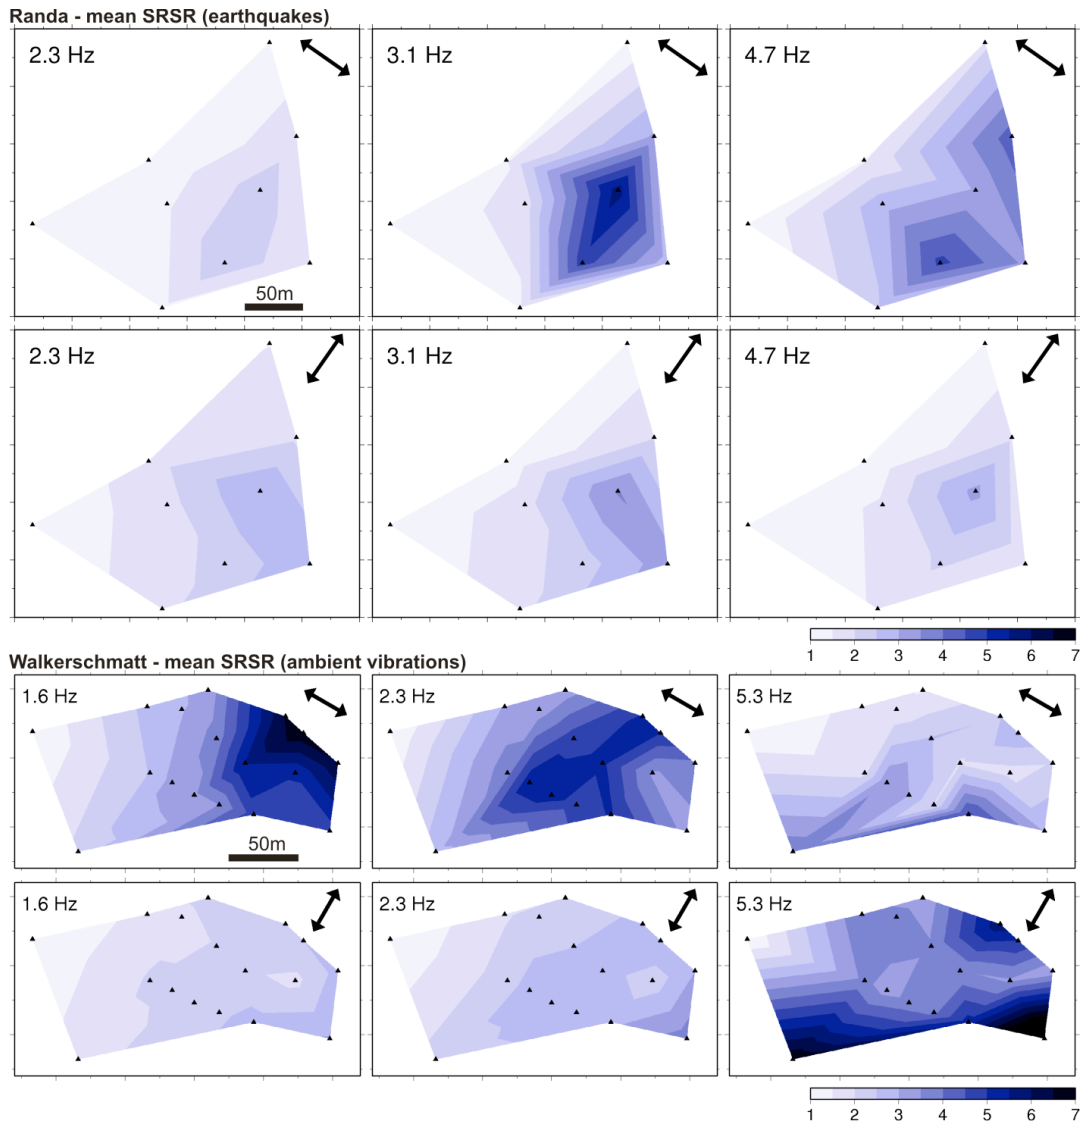 Randa - mean SRSR (earthquakes)
2.3 Hz
3.1 Hz
4.7 Hz
50m
2.3 Hz
3.1 Hz
4.7 Hz
1 2 3 4 5 6 7
Walkerschmatt - mean SRSR (ambient vibrations)
1.6 Hz
2.3 Hz
5.3 Hz
50m
1.6 Hz
2.3 Hz
5.3 Hz
1 2 3 4 5 6 7